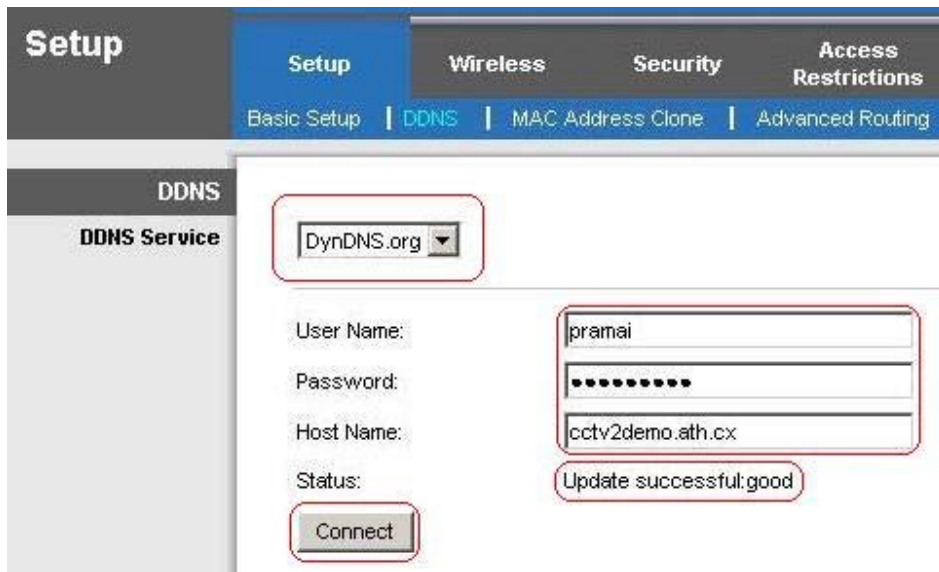 Setup
Setup Wireless Security Access Restrictions
Basic Setup | DDNS | MAC Address Clone | Advanced Routing
DDNS
DDNS Service
DynDNS.org
User Name: pramai
Password: •••••••••
Host Name: cctv2demo.ath.cx
Status: Update successful:good
Connect